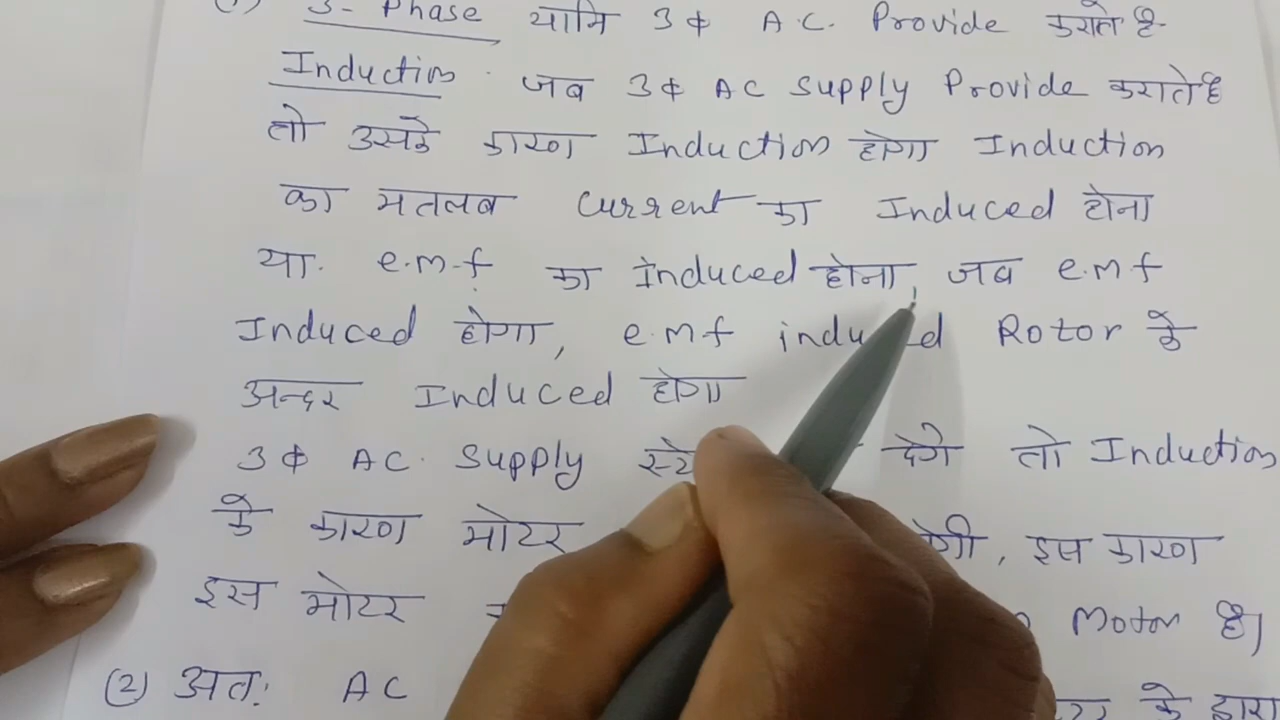 (1) 3-Phase यानि 3ϕ A.C. Provide कराते है
Induction जब 3ϕ AC Supply Provide कराते है
तो उसके कारण Induction होगा Induction
का मतलब Current का Induced होना
या. e.m.f का Induced होना, जब e.m.f
Induced होगा, e.m.f Rotor के
अन्दर Induced होगा
3ϕ AC. Supply देगे तो Induction
के कारण मोटर , इस कारण
इस मोटर Motor है।
(2) अत: AC के द्वारा